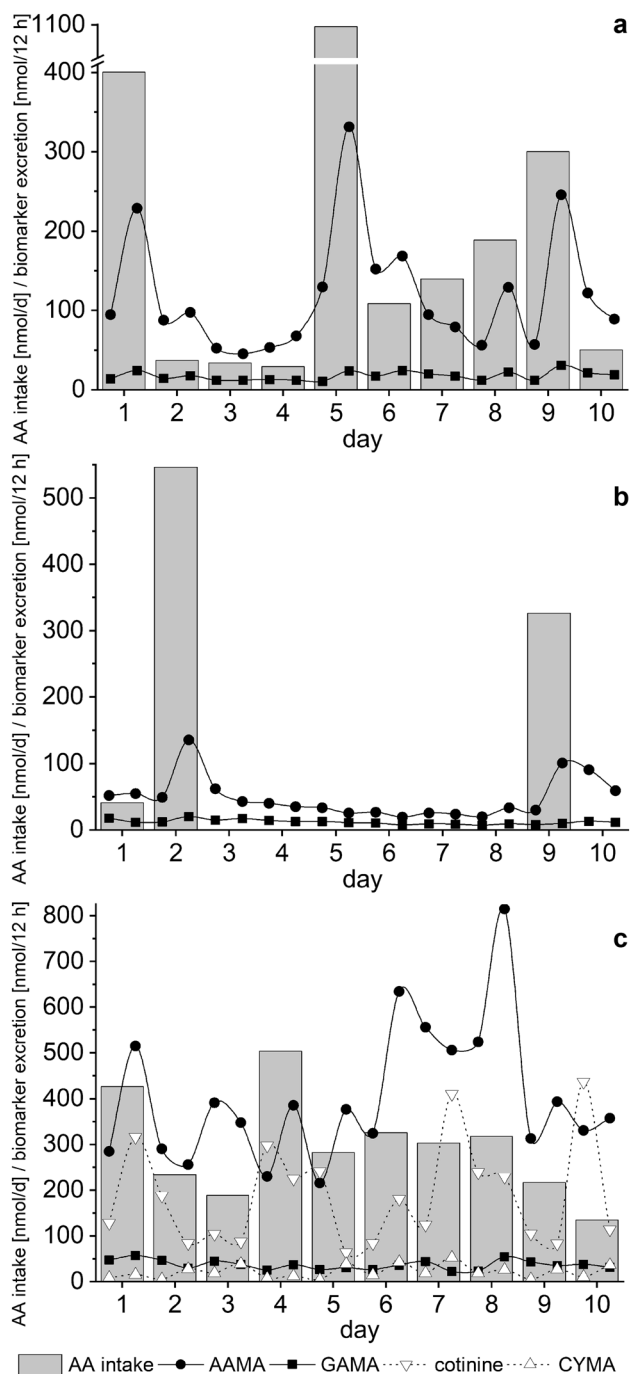 a
AA intake [nmol/d] / biomarker excretion [nmol/12 h]
1100
400
300
200
100
0
1 2 3 4 5 6 7 8 9 10
day
b
AA intake [nmol/d] / biomarker excretion [nmol/12 h]
500
400
300
200
100
0
1 2 3 4 5 6 7 8 9 10
day
c
AA intake [nmol/d] / biomarker excretion [nmol/12 h]
800
700
600
500
400
300
200
100
0
1 2 3 4 5 6 7 8 9 10
day
AA intake AAMA GAMA cotinine CYMA